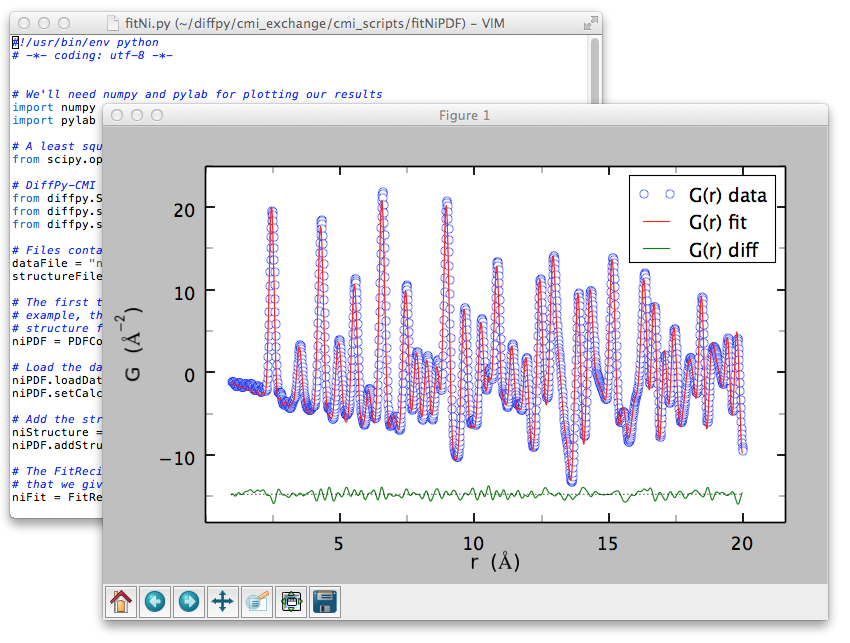 fitNi.py (~/diffpy/cmi_exchange/cmi_scripts/fitNiPDF) – VIM
#!/usr/bin/env python
# -*- coding: utf-8 -*-
# We'll need numpy and pylab for plotting our results
import numpy
import pylab
# A least squ
from scipy.op
# DiffPy-CMI
from diffpy.S
from diffpy.s
from diffpy.s
# Files conta
dataFile = "n
structureFile
# The first t
# example, th
# structure f
niPDF = PDFCo
# Load the da
niPDF.loadDat
niPDF.setCalc
# Add the str
niStructure =
niPDF.addStru
# The FitReci
# that we giv
niFit = FitRe
Figure 1
G(r) data
G(r) fit
G(r) diff
20
10
0
−10
G (Å⁻²)
5 10 15 20
r (Å)